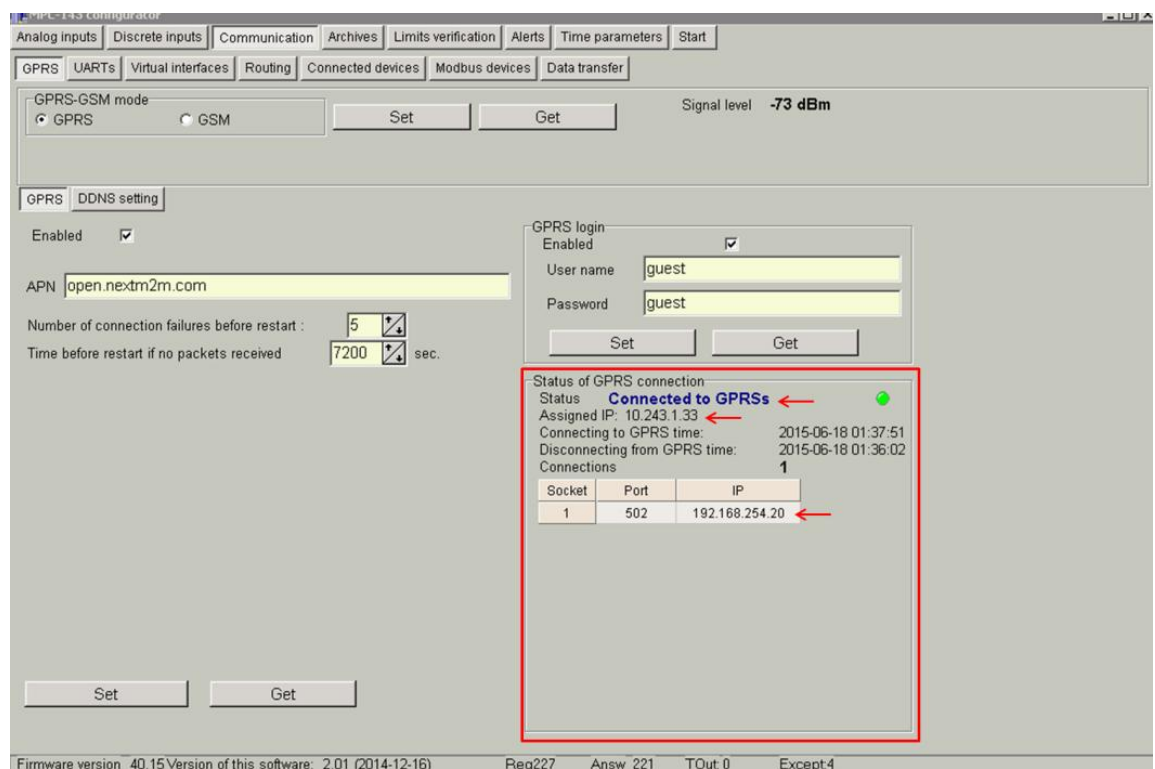 MPC-143 configurator
Analog inputs Discrete inputs Communication Archives Limits verification Alerts Time parameters Start
GPRS UARTs Virtual interfaces Routing Connected devices Modbus devices Data transfer
GPRS-GSM mode
GPRS GSM Set Get Signal level -73 dBm
GPRS DDNS setting
Enabled
APN open.nextm2m.com
Number of connection failures before restart : 5
Time before restart if no packets received 7200 sec.
Set Get
GPRS login
Enabled
User name guest
Password guest
Set Get
Status of GPRS connection
Status Connected to GPRSs
Assigned IP: 10.243.1.33
Connecting to GPRS time: 2015-06-18 01:37:51
Disconnecting from GPRS time: 2015-06-18 01:36:02
Connections 1
Socket Port IP
1 502 192.168.254.20
Firmware version 40.15 Version of this software: 2.01 (2014-12-16) Req227 Answ 221 TOut 0 Except:4